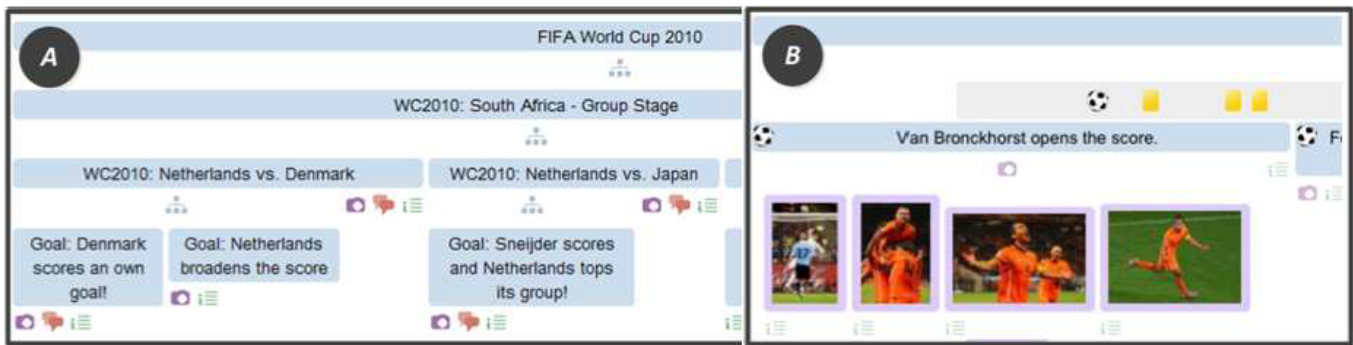 A
FIFA World Cup 2010
WC2010: South Africa - Group Stage
WC2010: Netherlands vs. Denmark
WC2010: Netherlands vs. Japan
Goal: Denmark
scores an own
goal!
Goal: Netherlands
broadens the score
Goal: Sneijder scores
and Netherlands tops
its group!
B
Van Bronckhorst opens the score.
17